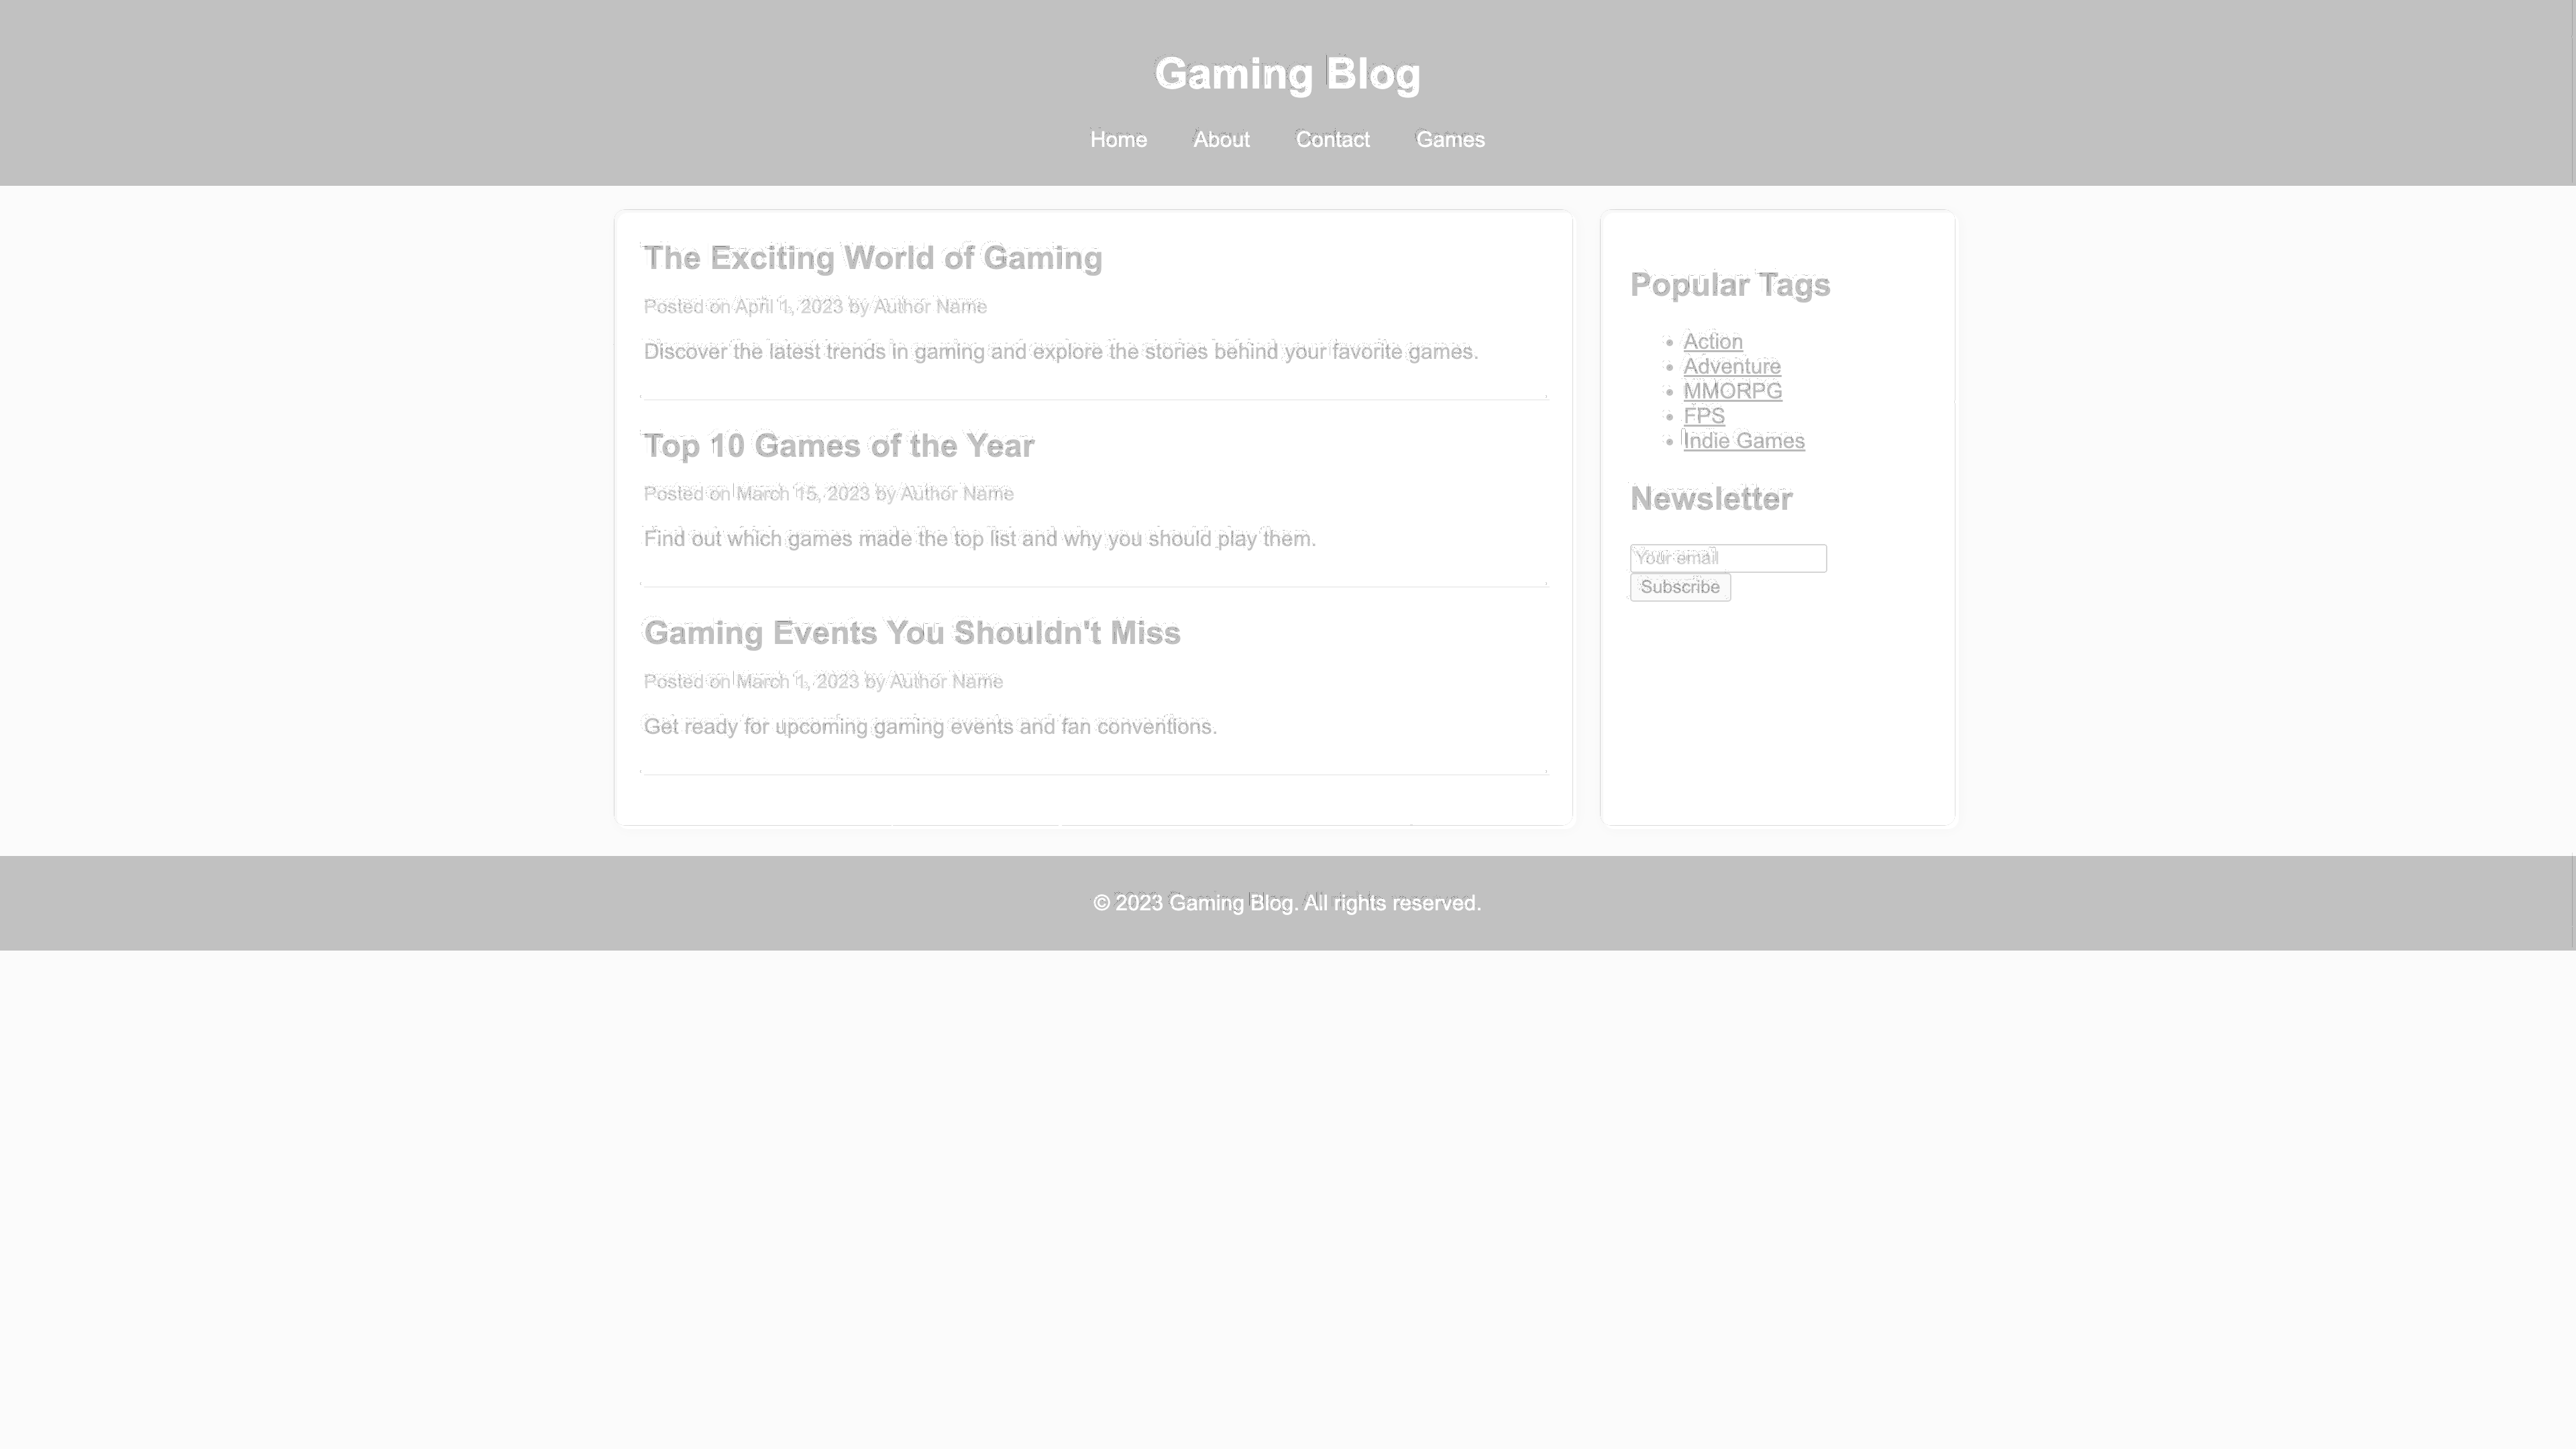 Gaming Blog
Home About Contact Games
The Exciting World of Gaming
Posted on April 1, 2023 by Author Name
Discover the latest trends in gaming and explore the stories behind your favorite games.
Top 10 Games of the Year
Posted on March 15, 2023 by Author Name
Find out which games made the top list and why you should play them.
Gaming Events You Shouldn't Miss
Posted on March 1, 2023 by Author Name
Get ready for upcoming gaming events and fan conventions.
Popular Tags
• Action
• Adventure
• MMORPG
• FPS
• Indie Games
Newsletter
Your email
Subscribe
© 2023 Gaming Blog. All rights reserved.